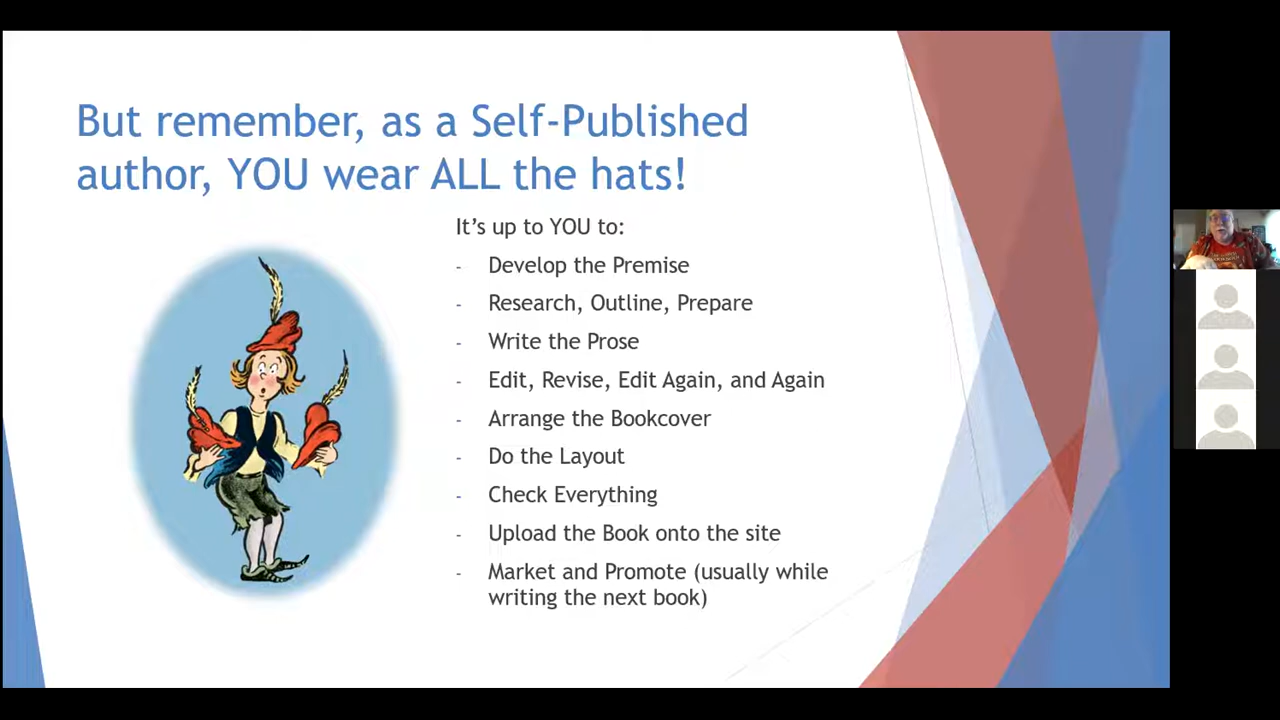 But remember, as a Self-Published
author, YOU wear ALL the hats!
It's up to YOU to:
- Develop the Premise
- Research, Outline, Prepare
- Write the Prose
- Edit, Revise, Edit Again, and Again
- Arrange the Bookcover
- Do the Layout
- Check Everything
- Upload the Book onto the site
- Market and Promote (usually while
writing the next book)